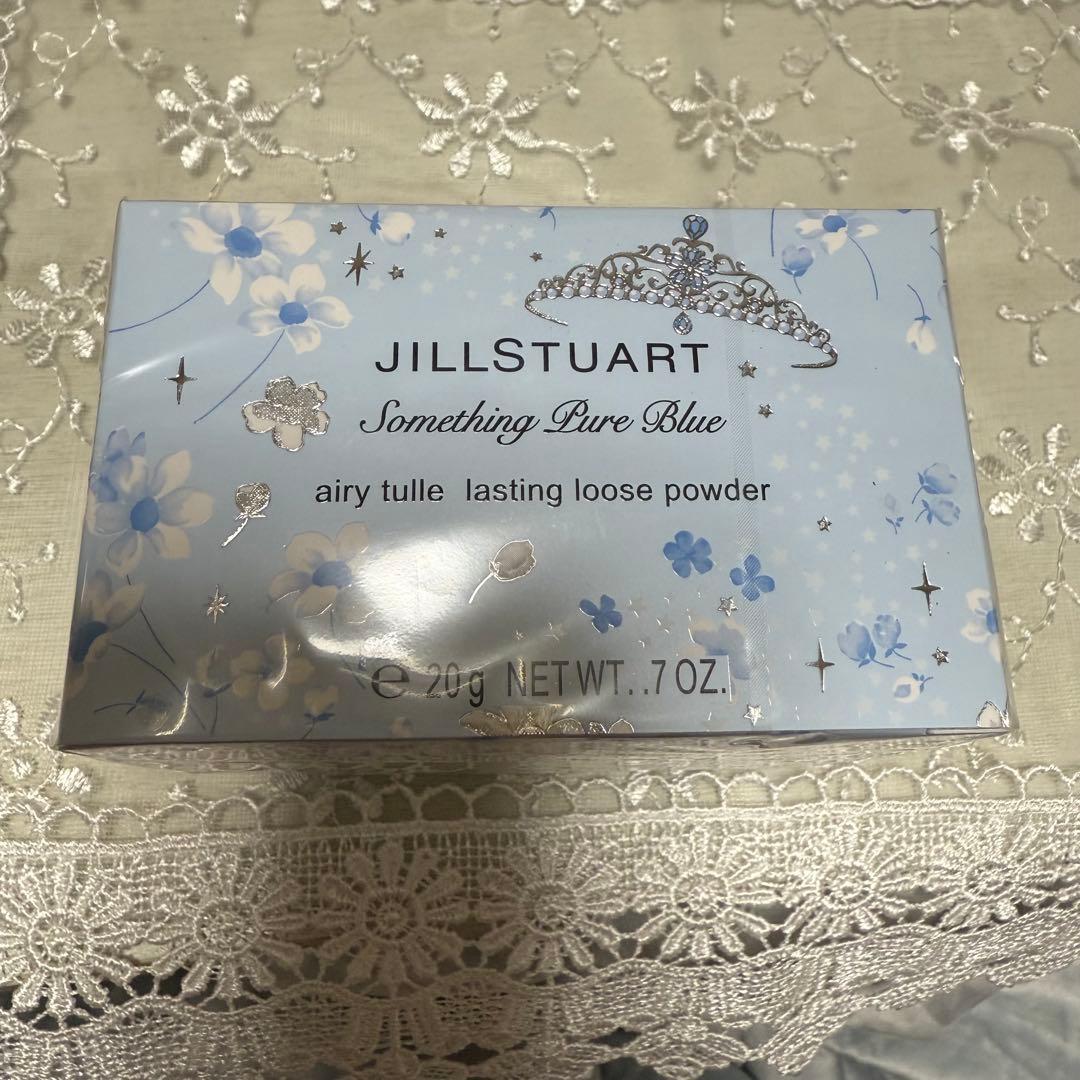 JILLSTUART
Something Pure Blue
airy tulle lasting loose powder
℮ 20g NET WT. .7 OZ.